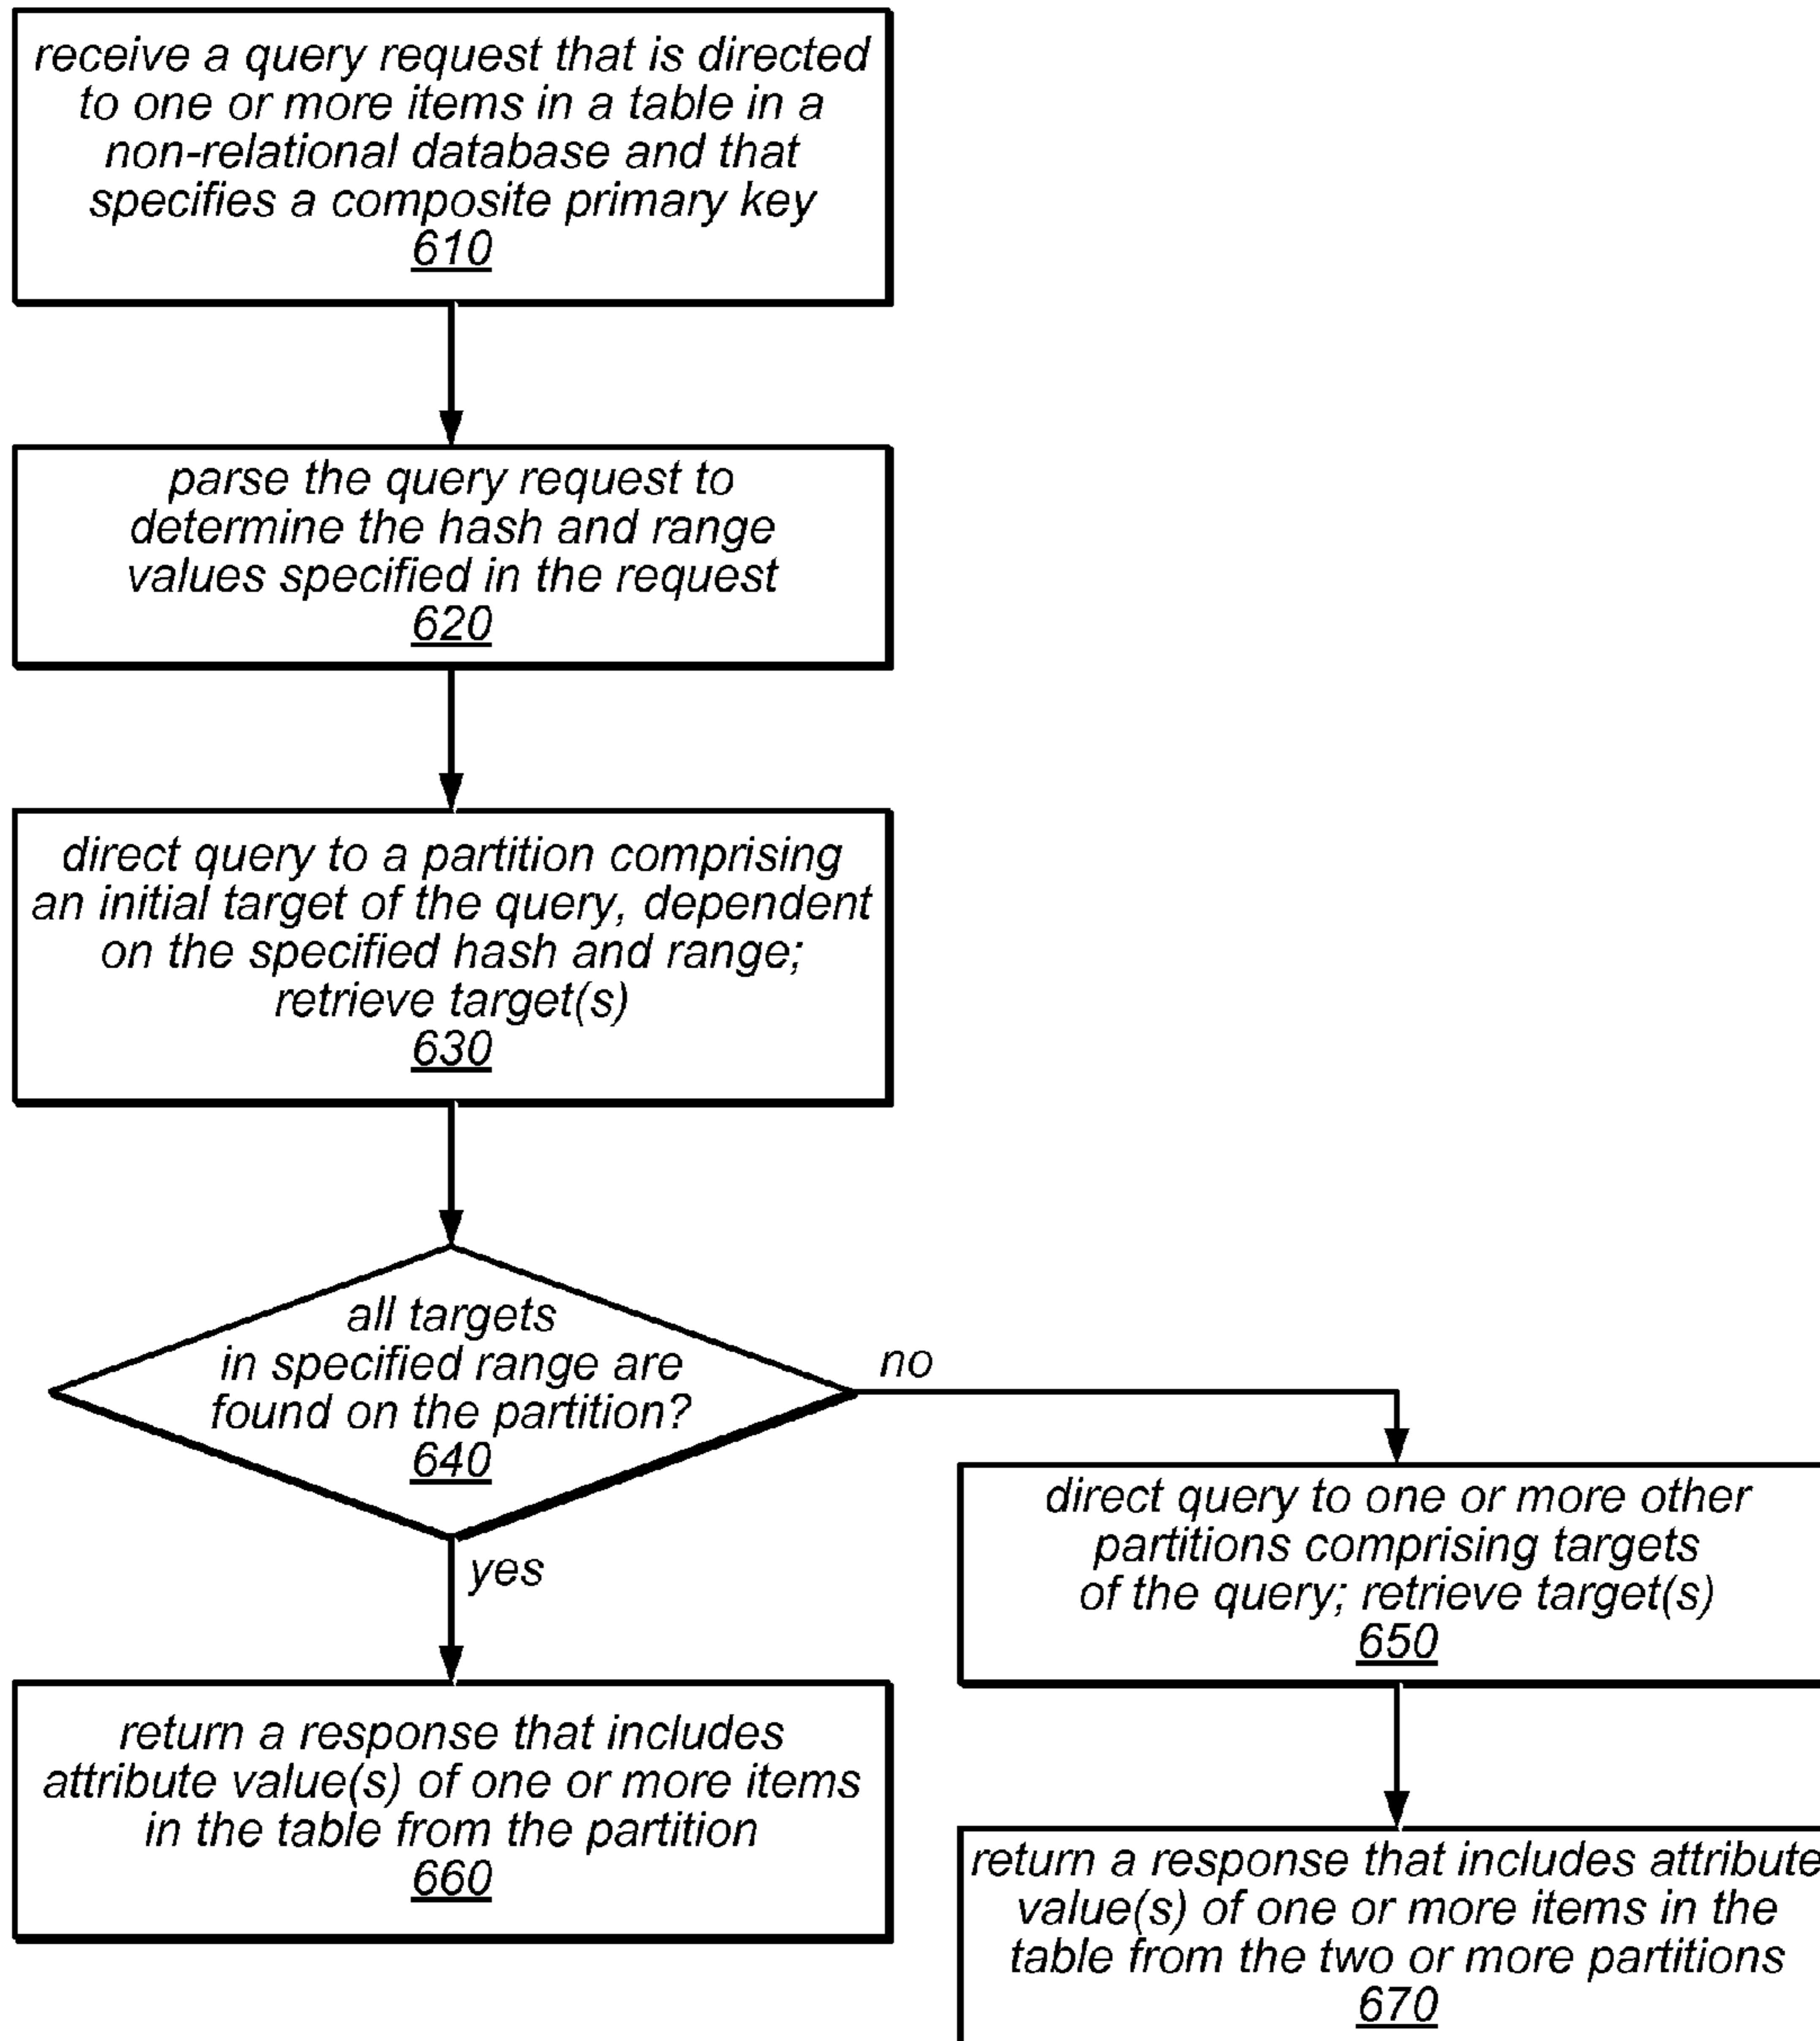 receive a query request that is directed
to one or more items in a table in a
non-relational database and that
specifies a composite primary key
610
parse the query request to
determine the hash and range
values specified in the request
620
direct query to a partition comprising
an initial target of the query, dependent
on the specified hash and range;
retrieve target(s)
630
all targets
in specified range are
found on the partition?
640
no
yes
direct query to one or more other
partitions comprising targets
of the query; retrieve target(s)
650
return a response that includes
attribute value(s) of one or more items
in the table from the partition
660
return a response that includes attribute
value(s) of one or more items in the
table from the two or more partitions
670